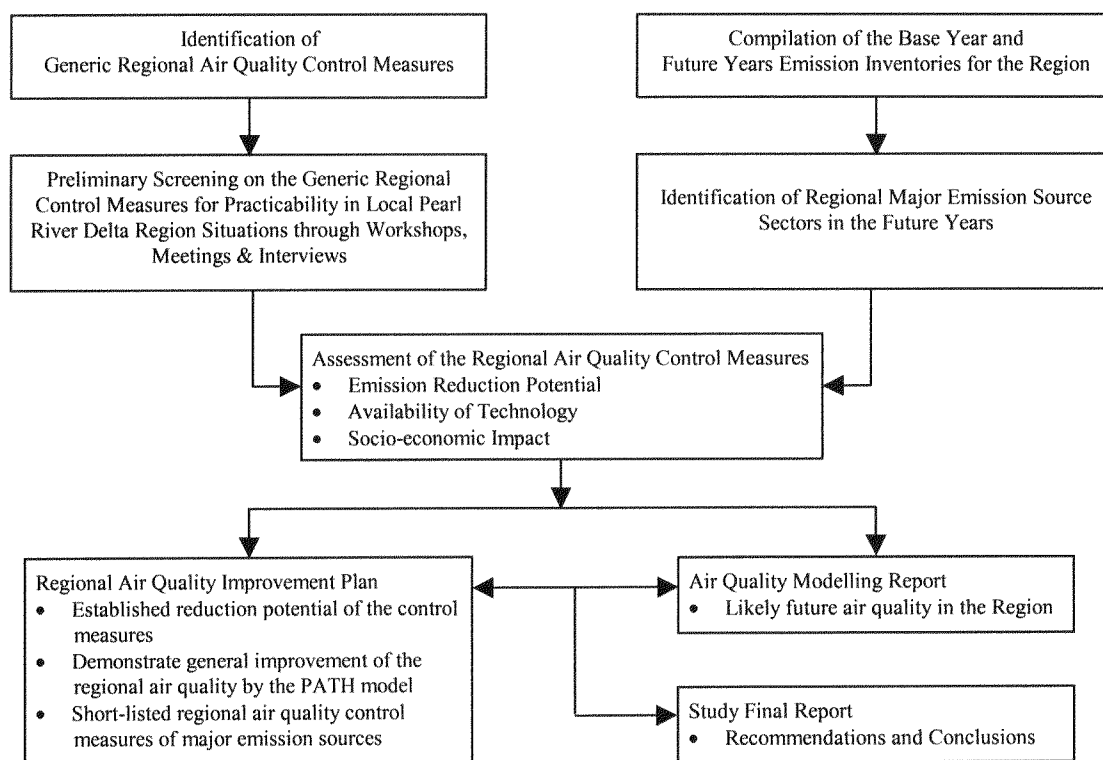 Identification of
Generic Regional Air Quality Control Measures
Compilation of the Base Year and
Future Years Emission Inventories for the Region
Preliminary Screening on the Generic Regional
Control Measures for Practicability in Local Pearl
River Delta Region Situations through Workshops,
Meetings & Interviews
Identification of Regional Major Emission Source
Sectors in the Future Years
Assessment of the Regional Air Quality Control Measures
• Emission Reduction Potential
• Availability of Technology
• Socio-economic Impact
Regional Air Quality Improvement Plan
• Established reduction potential of the control
measures
• Demonstrate general improvement of the
regional air quality by the PATH model
• Short-listed regional air quality control
measures of major emission sources
Air Quality Modelling Report
• Likely future air quality in the Region
Study Final Report
• Recommendations and Conclusions